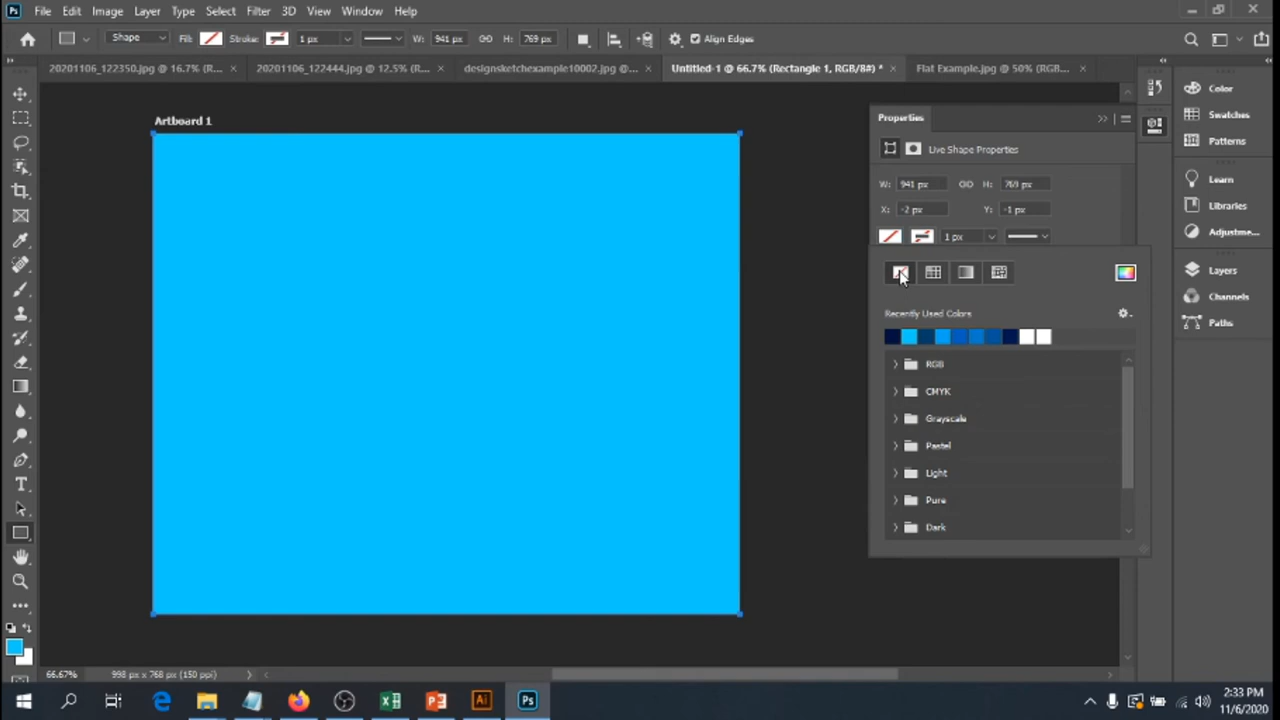 Ps File Edit Image Layer Type Select Filter 3D View Window Help
Shape Fill: Stroke: 1 px W: 941 px H: 769 px Align Edges
20201106_122350.jpg @ 16.7% (R... × 20201106_122444.jpg @ 12.5% (R... × designsketchexample10002.jpg @... × Untitled-1 @ 66.7% (Rectangle 1, RGB/8#) * × Flat Example.jpg @ 50% (RGB... ×
Artboard 1
Properties
Live Shape Properties
W: 941 px H: 769 px
X: -2 px Y: -1 px
1 px
Recently Used Colors
RGB
CMYK
Grayscale
Pastel
Light
Pure
Dark
Color
Swatches
Patterns
Learn
Libraries
Adjustme...
Layers
Channels
Paths
66.67% 998 px x 768 px (150 ppi)
Ai Ps
2:33 PM
11/6/2020